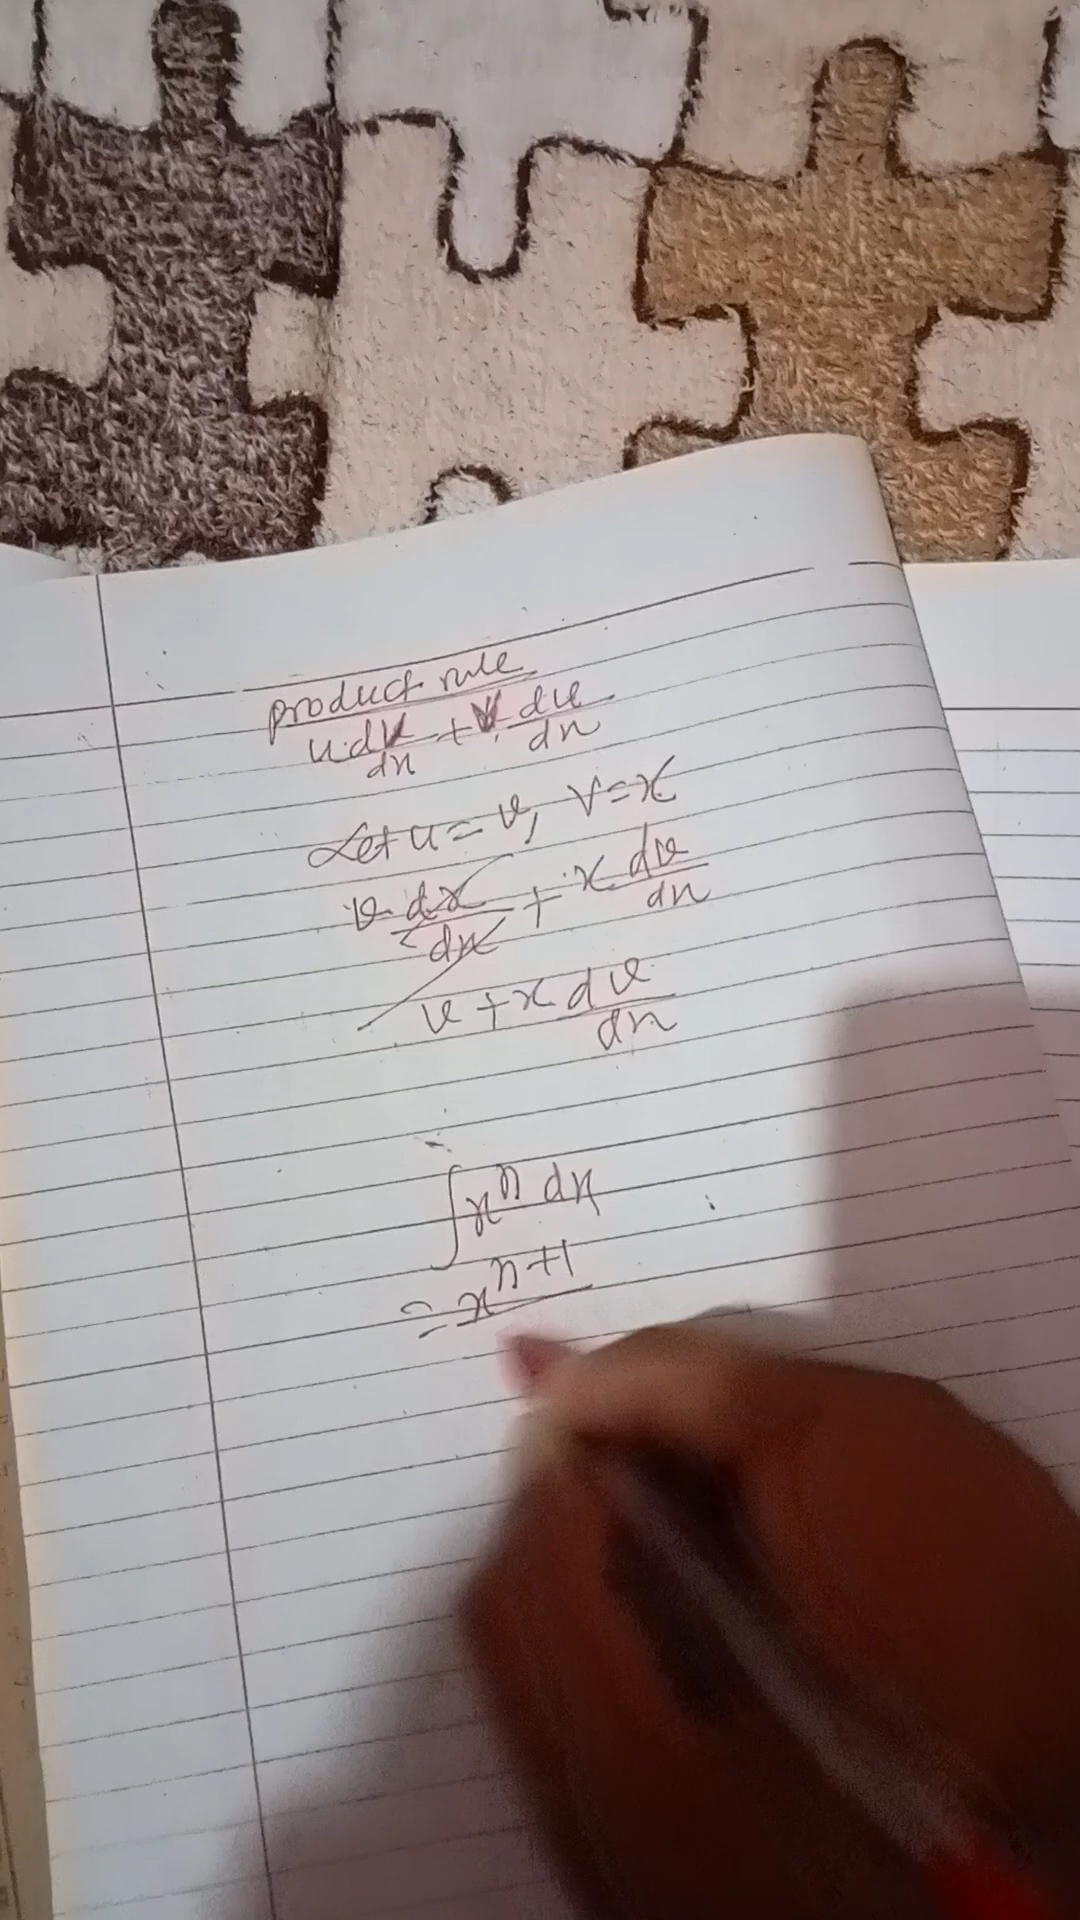 product rule
u.dv/dx + v.du/dx
Let u = v, V = x
v.dx/dx + x.dv/dx
v + x dv/dx
∫x^n dx
= x^n+1